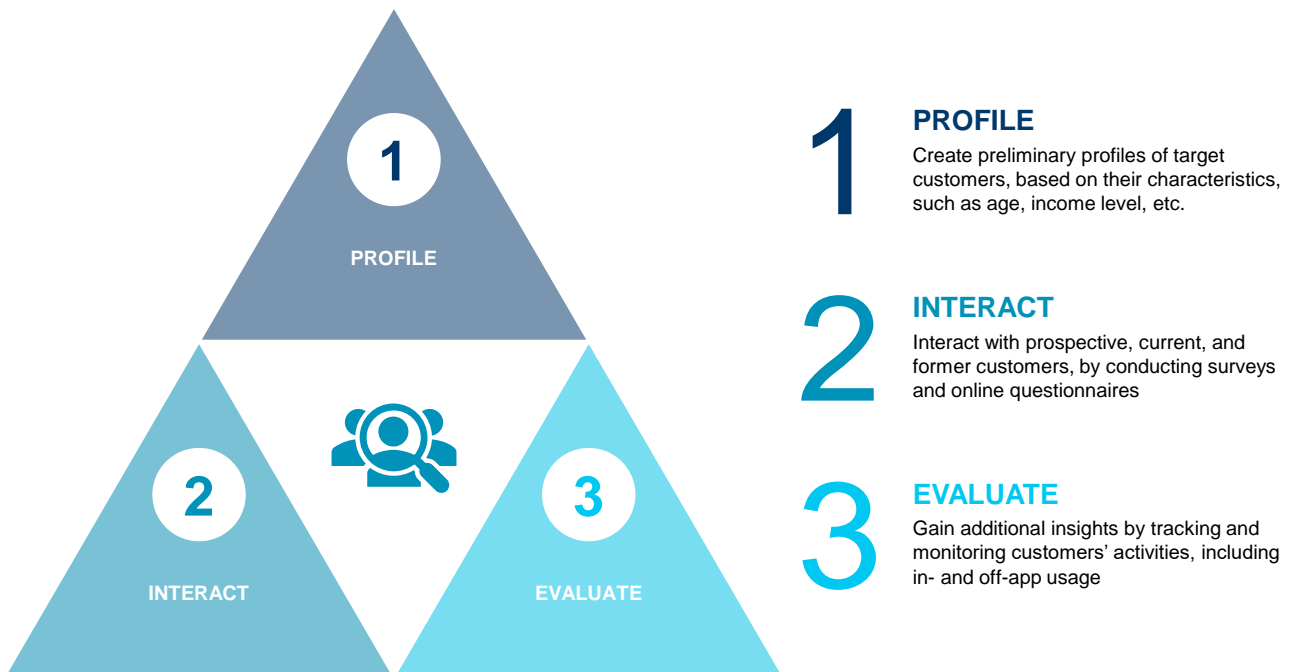 1
PROFILE
2
INTERACT
3
EVALUATE
1
PROFILE
Create preliminary profiles of target
customers, based on their characteristics,
such as age, income level, etc.
2
INTERACT
Interact with prospective, current, and
former customers, by conducting surveys
and online questionnaires
3
EVALUATE
Gain additional insights by tracking and
monitoring customers’ activities, including
in- and off-app usage